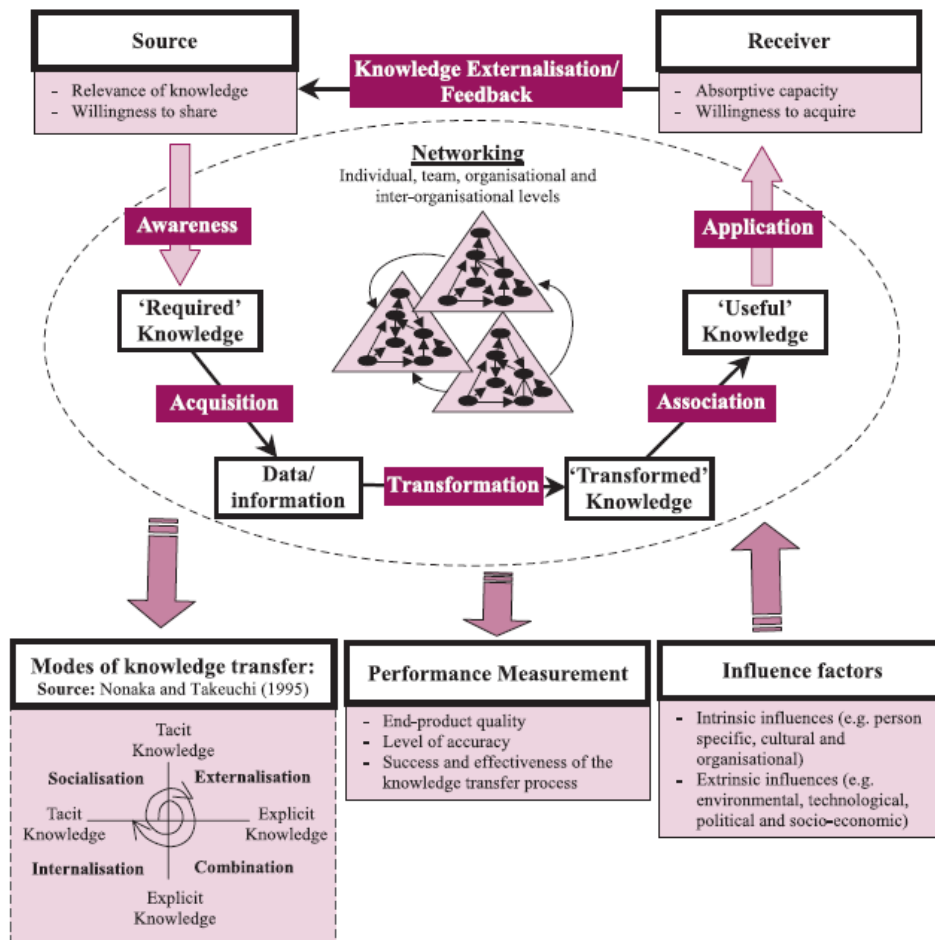 Source
- Relevance of knowledge
- Willingness to share
Knowledge Externalisation/
Feedback
Receiver
- Absorptive capacity
- Willingness to acquire
Networking
Individual, team, organisational and
inter-organisational levels
Awareness
Application
‘Required’
Knowledge
‘Useful’
Knowledge
Acquisition
Association
Data/
information
Transformation
‘Transformed’
Knowledge
Modes of knowledge transfer:
Source: Nonaka and Takeuchi (1995)
Tacit
Knowledge
Socialisation
Externalisation
Tacit
Knowledge
Explicit
Knowledge
Internalisation
Combination
Explicit
Knowledge
Performance Measurement
- End-product quality
- Level of accuracy
- Success and effectiveness of the
knowledge transfer process
Influence factors
- Intrinsic influences (e.g. person
specific, cultural and
organisational)
- Extrinsic influences (e.g.
environmental, technological,
political and socio-economic)